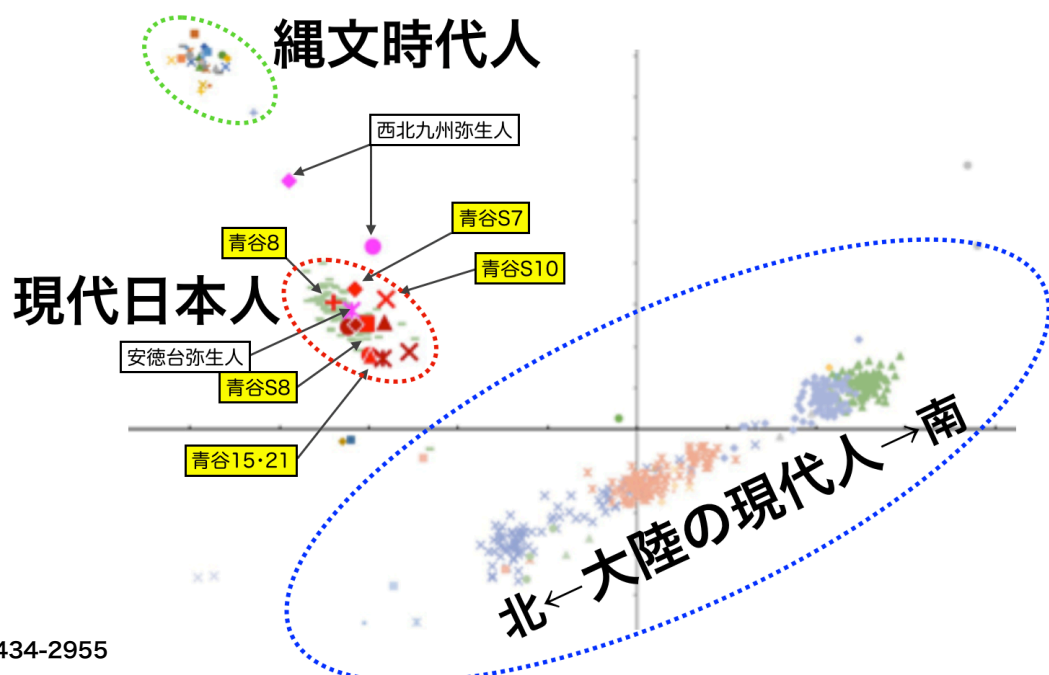 縄文時代人
西北九州弥生人
青谷S7
青谷8
青谷S10
現代日本人
安徳台弥生人
青谷S8
青谷15・21
北←大陸の現代人→南
434-2955